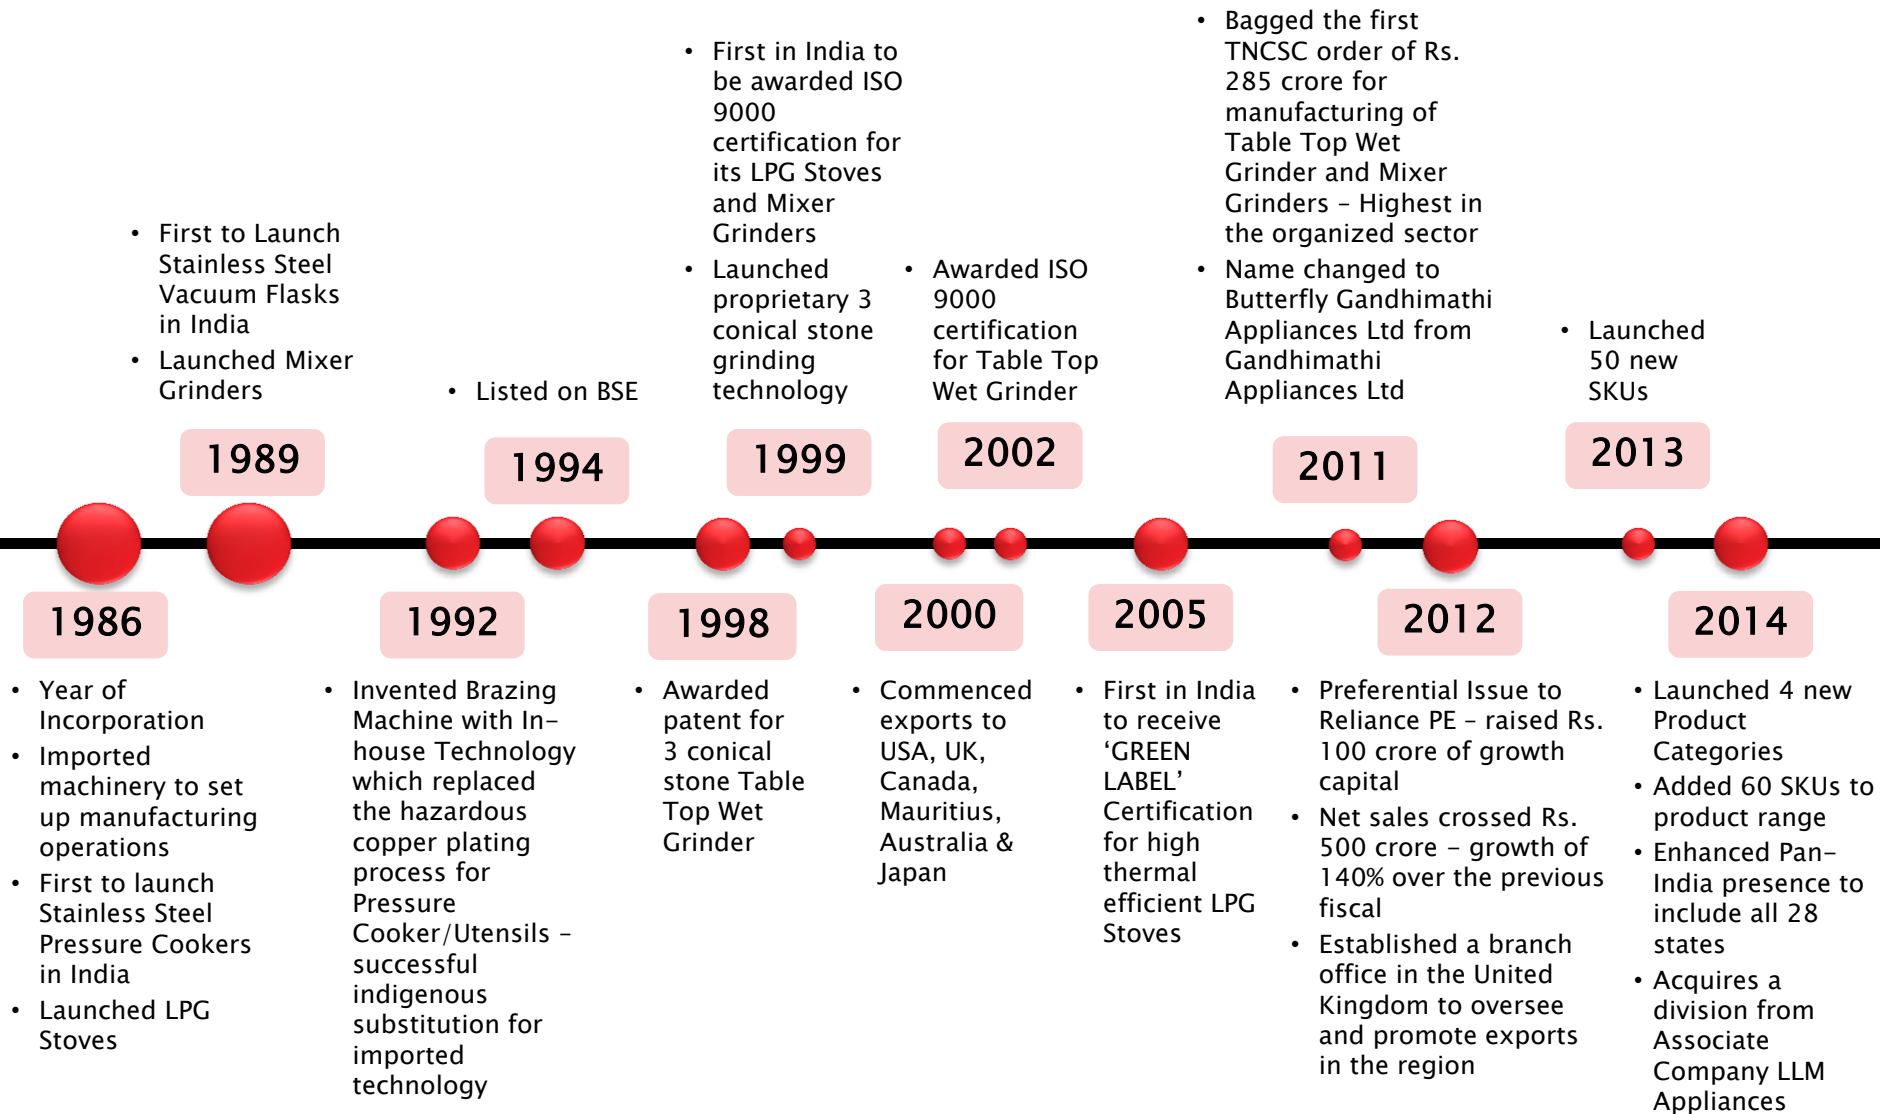 • First to Launch
Stainless Steel
Vacuum Flasks
in India
• Launched Mixer
Grinders
1989
• Listed on BSE
1994
• First in India to
be awarded ISO
9000
certification for
its LPG Stoves
and Mixer
Grinders
• Launched
proprietary 3
conical stone
grinding
technology
1999
• Awarded ISO
9000
certification
for Table Top
Wet Grinder
2002
• Bagged the first
TNCSC order of Rs.
285 crore for
manufacturing of
Table Top Wet
Grinder and Mixer
Grinders – Highest in
the organized sector
• Name changed to
Butterfly Gandhimathi
Appliances Ltd from
Gandhimathi
Appliances Ltd
2011
• Launched
50 new
SKUs
2013
1986
• Year of
Incorporation
• Imported
machinery to set
up manufacturing
operations
• First to launch
Stainless Steel
Pressure Cookers
in India
• Launched LPG
Stoves
1992
• Invented Brazing
Machine with In–
house Technology
which replaced
the hazardous
copper plating
process for
Pressure
Cooker/Utensils –
successful
indigenous
substitution for
imported
technology
1998
• Awarded
patent for
3 conical
stone Table
Top Wet
Grinder
2000
• Commenced
exports to
USA, UK,
Canada,
Mauritius,
Australia &
Japan
2005
• First in India
to receive
‘GREEN
LABEL’
Certification
for high
thermal
efficient LPG
Stoves
2012
• Preferential Issue to
Reliance PE – raised Rs.
100 crore of growth
capital
• Net sales crossed Rs.
500 crore – growth of
140% over the previous
fiscal
• Established a branch
office in the United
Kingdom to oversee
and promote exports
in the region
2014
• Launched 4 new
Product
Categories
• Added 60 SKUs to
product range
• Enhanced Pan–
India presence to
include all 28
states
• Acquires a
division from
Associate
Company LLM
Appliances